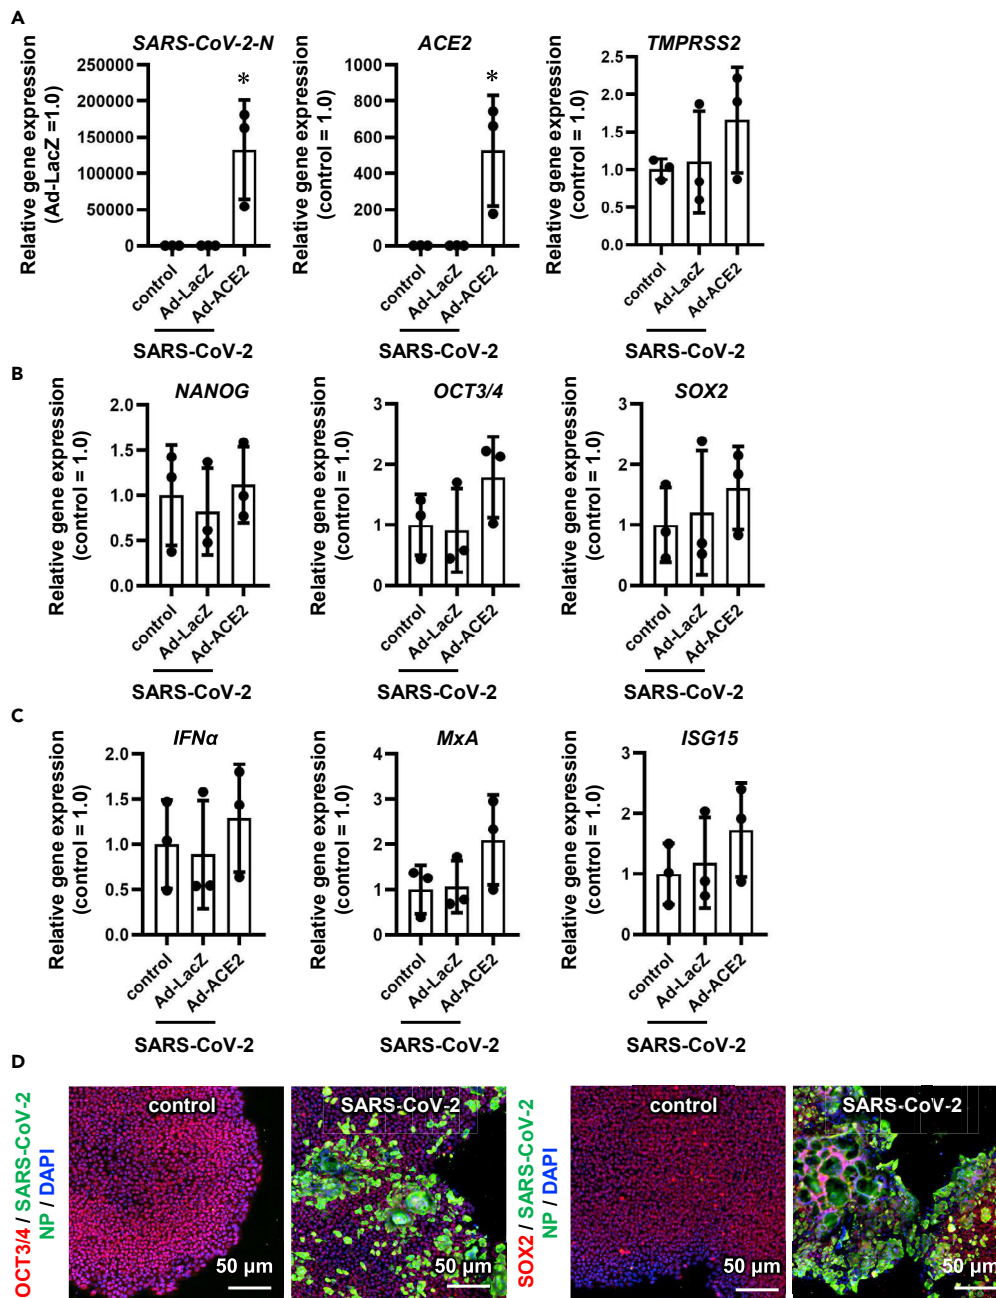 A
SARS-CoV-2-N
Relative gene expression
(Ad-LacZ =1.0)
250000
200000
150000
100000
50000
0
*
control
Ad-LacZ
Ad-ACE2
SARS-CoV-2
ACE2
Relative gene expression
(control = 1.0)
1000
800
600
400
200
0
*
control
Ad-LacZ
Ad-ACE2
SARS-CoV-2
TMPRSS2
Relative gene expression
(control = 1.0)
2.5
2.0
1.5
1.0
0.5
0.0
control
Ad-LacZ
Ad-ACE2
SARS-CoV-2
B
NANOG
Relative gene expression
(control = 1.0)
2.0
1.5
1.0
0.5
0.0
control
Ad-LacZ
Ad-ACE2
SARS-CoV-2
OCT3/4
Relative gene expression
(control = 1.0)
3
2
1
0
control
Ad-LacZ
Ad-ACE2
SARS-CoV-2
SOX2
Relative gene expression
(control = 1.0)
3
2
1
0
control
Ad-LacZ
Ad-ACE2
SARS-CoV-2
C
IFNα
Relative gene expression
(control = 1.0)
2.0
1.5
1.0
0.5
0.0
control
Ad-LacZ
Ad-ACE2
SARS-CoV-2
MxA
Relative gene expression
(control = 1.0)
4
3
2
1
0
control
Ad-LacZ
Ad-ACE2
SARS-CoV-2
ISG15
Relative gene expression
(control = 1.0)
3
2
1
0
control
Ad-LacZ
Ad-ACE2
SARS-CoV-2
D
OCT3/4 / SARS-CoV-2
NP / DAPI
control
50 µm
SARS-CoV-2
50 µm
SOX2 / SARS-CoV-2
NP / DAPI
control
50 µm
SARS-CoV-2
50 µm